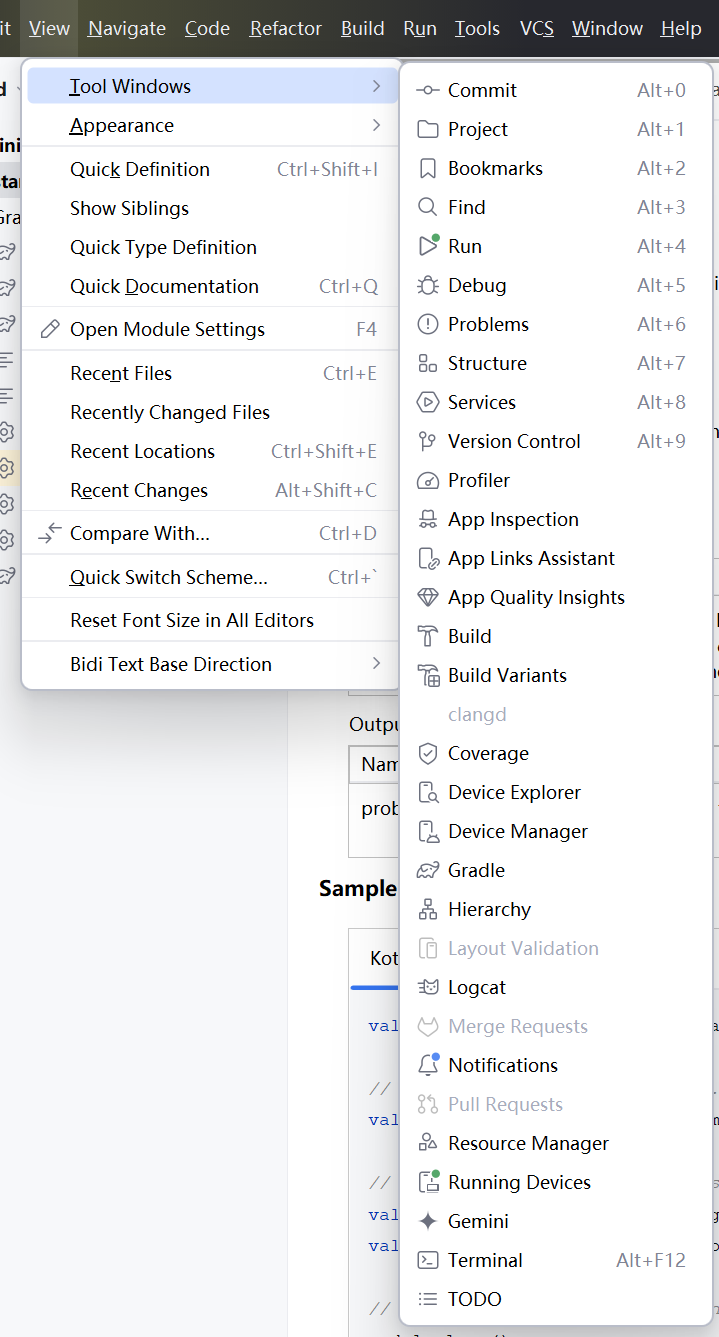 View Navigate Code Refactor Build Run Tools VCS Window Help
Tool Windows
Appearance
Quick Definition Ctrl+Shift+I
Show Siblings
Quick Type Definition
Quick Documentation Ctrl+Q
Open Module Settings F4
Recent Files Ctrl+E
Recently Changed Files
Recent Locations Ctrl+Shift+E
Recent Changes Alt+Shift+C
Compare With... Ctrl+D
Quick Switch Scheme... Ctrl+`
Reset Font Size in All Editors
Bidi Text Base Direction
Commit Alt+0
Project Alt+1
Bookmarks Alt+2
Find Alt+3
Run Alt+4
Debug Alt+5
Problems Alt+6
Structure Alt+7
Services Alt+8
Version Control Alt+9
Profiler
App Inspection
App Links Assistant
App Quality Insights
Build
Build Variants
clangd
Coverage
Device Explorer
Device Manager
Gradle
Hierarchy
Layout Validation
Logcat
Merge Requests
Notifications
Pull Requests
Resource Manager
Running Devices
Gemini
Terminal Alt+F12
TODO
Sample
val
//
val
//
val
val
//